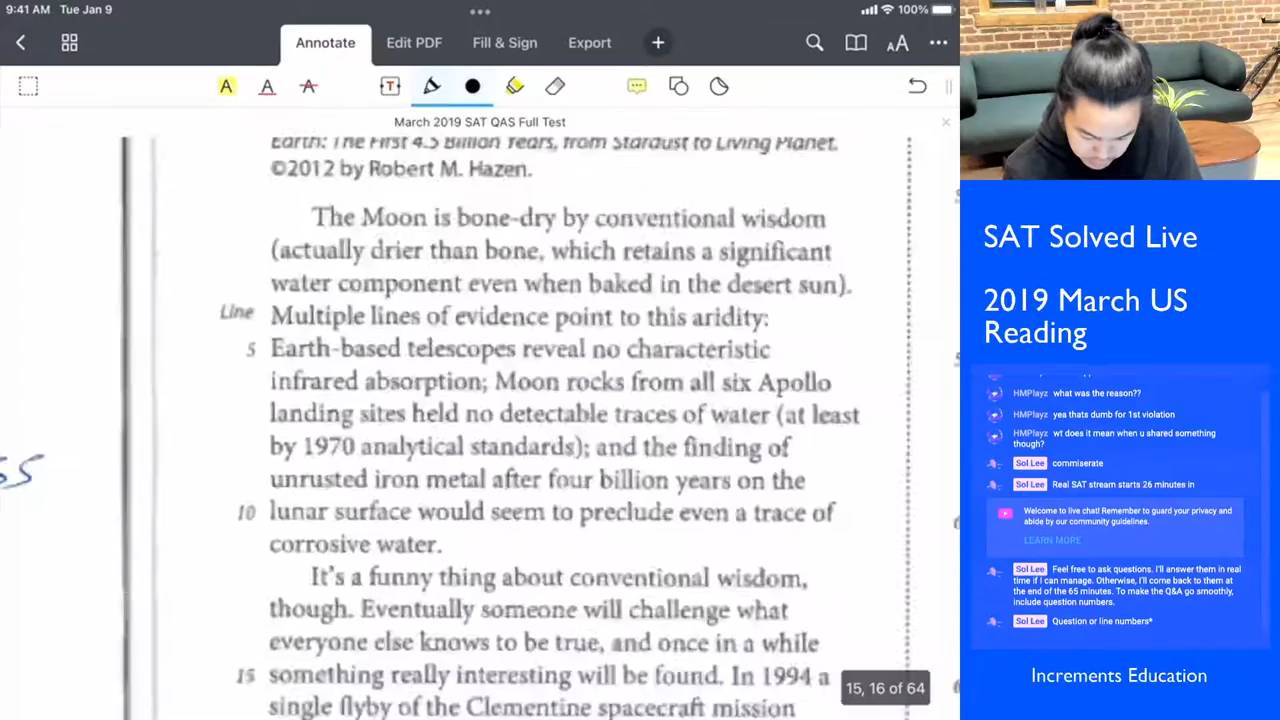 9:41 AM Tue Jan 9
100%
Annotate
Edit PDF
Fill & Sign
Export
March 2019 SAT QAS Full Test
Earth: The First 4.5 Billion Years, from Stardust to Living Planet.
©2012 by Robert M. Hazen.
The Moon is bone-dry by conventional wisdom
(actually drier than bone, which retains a significant
water component even when baked in the desert sun).
Line Multiple lines of evidence point to this aridity:
5 Earth-based telescopes reveal no characteristic
infrared absorption; Moon rocks from all six Apollo
landing sites held no detectable traces of water (at least
by 1970 analytical standards); and the finding of
unrusted iron metal after four billion years on the
10 lunar surface would seem to preclude even a trace of
corrosive water.
It's a funny thing about conventional wisdom,
though. Eventually someone will challenge what
everyone else knows to be true, and once in a while
15 something really interesting will be found. In 1994 a
single flyby of the Clementine spacecraft mission
15, 16 of 64
SAT Solved Live
2019 March US
Reading
HMPlayz what was the reason??
HMPlayz yea thats dumb for 1st violation
HMPlayz wt does it mean when u shared something
though?
Sol Lee commiserate
Sol Lee Real SAT stream starts 26 minutes in
Welcome to live chat! Remember to guard your privacy and
abide by our community guidelines.
LEARN MORE
Sol Lee Feel free to ask questions. I'll answer them in real
time if I can manage. Otherwise, I'll come back to them at
the end of the 65 minutes. To make the Q&A go smoothly,
include question numbers.
Sol Lee Question or line numbers*
Increments Education